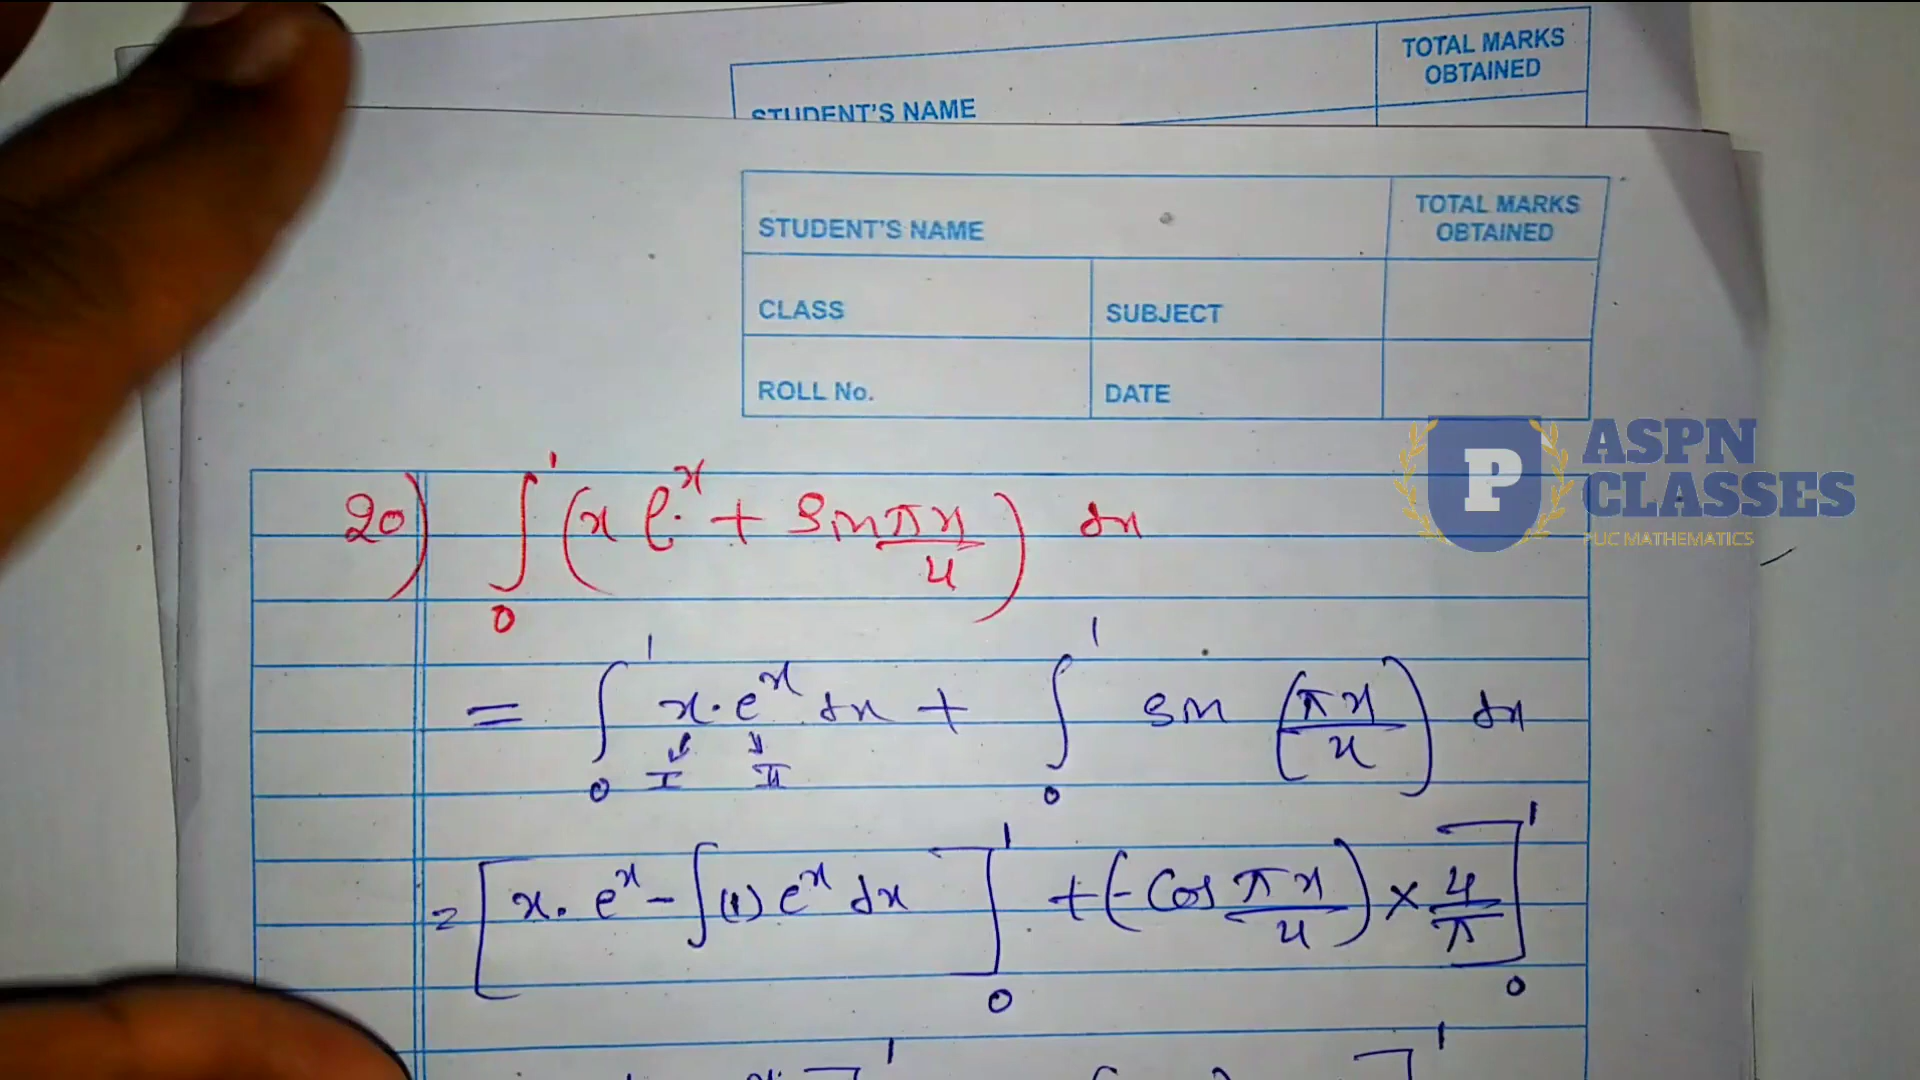 TOTAL MARKS
OBTAINED
STUDENT'S NAME
STUDENT'S NAME
TOTAL MARKS
OBTAINED
CLASS
SUBJECT
ROLL No.
DATE
P ASPN
CLASSES
PUC MATHEMATICS
20) ∫₀¹ (x eˣ + sin πx/4) dx
= ∫₀¹ x·eˣ dx + ∫₀¹ sin (πx/4) dx
I II
= [x·eˣ - ∫(1) eˣ dx]₀¹ + (-cos πx/4) × 4/π]₀¹